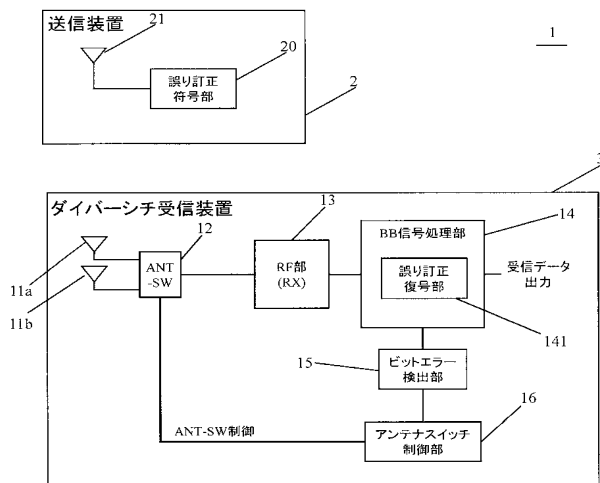 送信装置
21
20
誤り訂正
符号部
2
1
3
ダイバーシチ受信装置
12
13
14
BB信号処理部
11a
11b
ANT
-SW
RF部
(RX)
誤り訂正
復号部
受信データ
出力
141
15
ビットエラー
検出部
16
ANT-SW制御
アンテナスイッチ
制御部